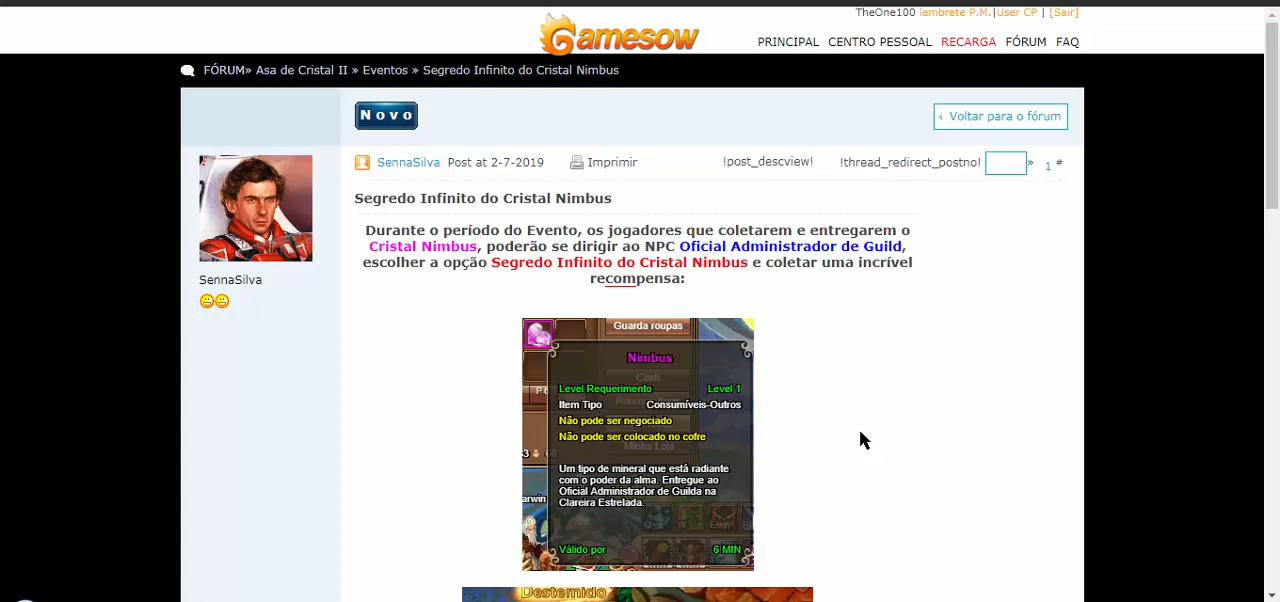 TheOne100 lembrete P.M.|User CP | [Sair]
Gamesow
PRINCIPAL CENTRO PESSOAL RECARGA FÓRUM FAQ
FÓRUM» Asa de Cristal II » Eventos » Segredo Infinito do Cristal Nimbus
Novo
Voltar para o fórum
SennaSilva Post at 2-7-2019 Imprimir !post_descview! !thread_redirect_postno! » 1 #
SennaSilva
Segredo Infinito do Cristal Nimbus
Durante o período do Evento, os jogadores que coletarem e entregarem o
Cristal Nimbus, poderão se dirigir ao NPC Oficial Administrador de Guild,
escolher a opção Segredo Infinito do Cristal Nimbus e coletar uma incrível
recompensa:
Guarda roupas
Nimbus
Cash
Level Requerimento Level 1
Item Tipo Consumíveis-Outros
Não pode ser negociado
Não pode ser colocado no cofre
Minha Loja
Um tipo de mineral que está radiante
com o poder da alma. Entregue ao
Oficial Administrador de Guilda na
Clareira Estrelada.
arwin
Válido por 6 MIN
Destemido